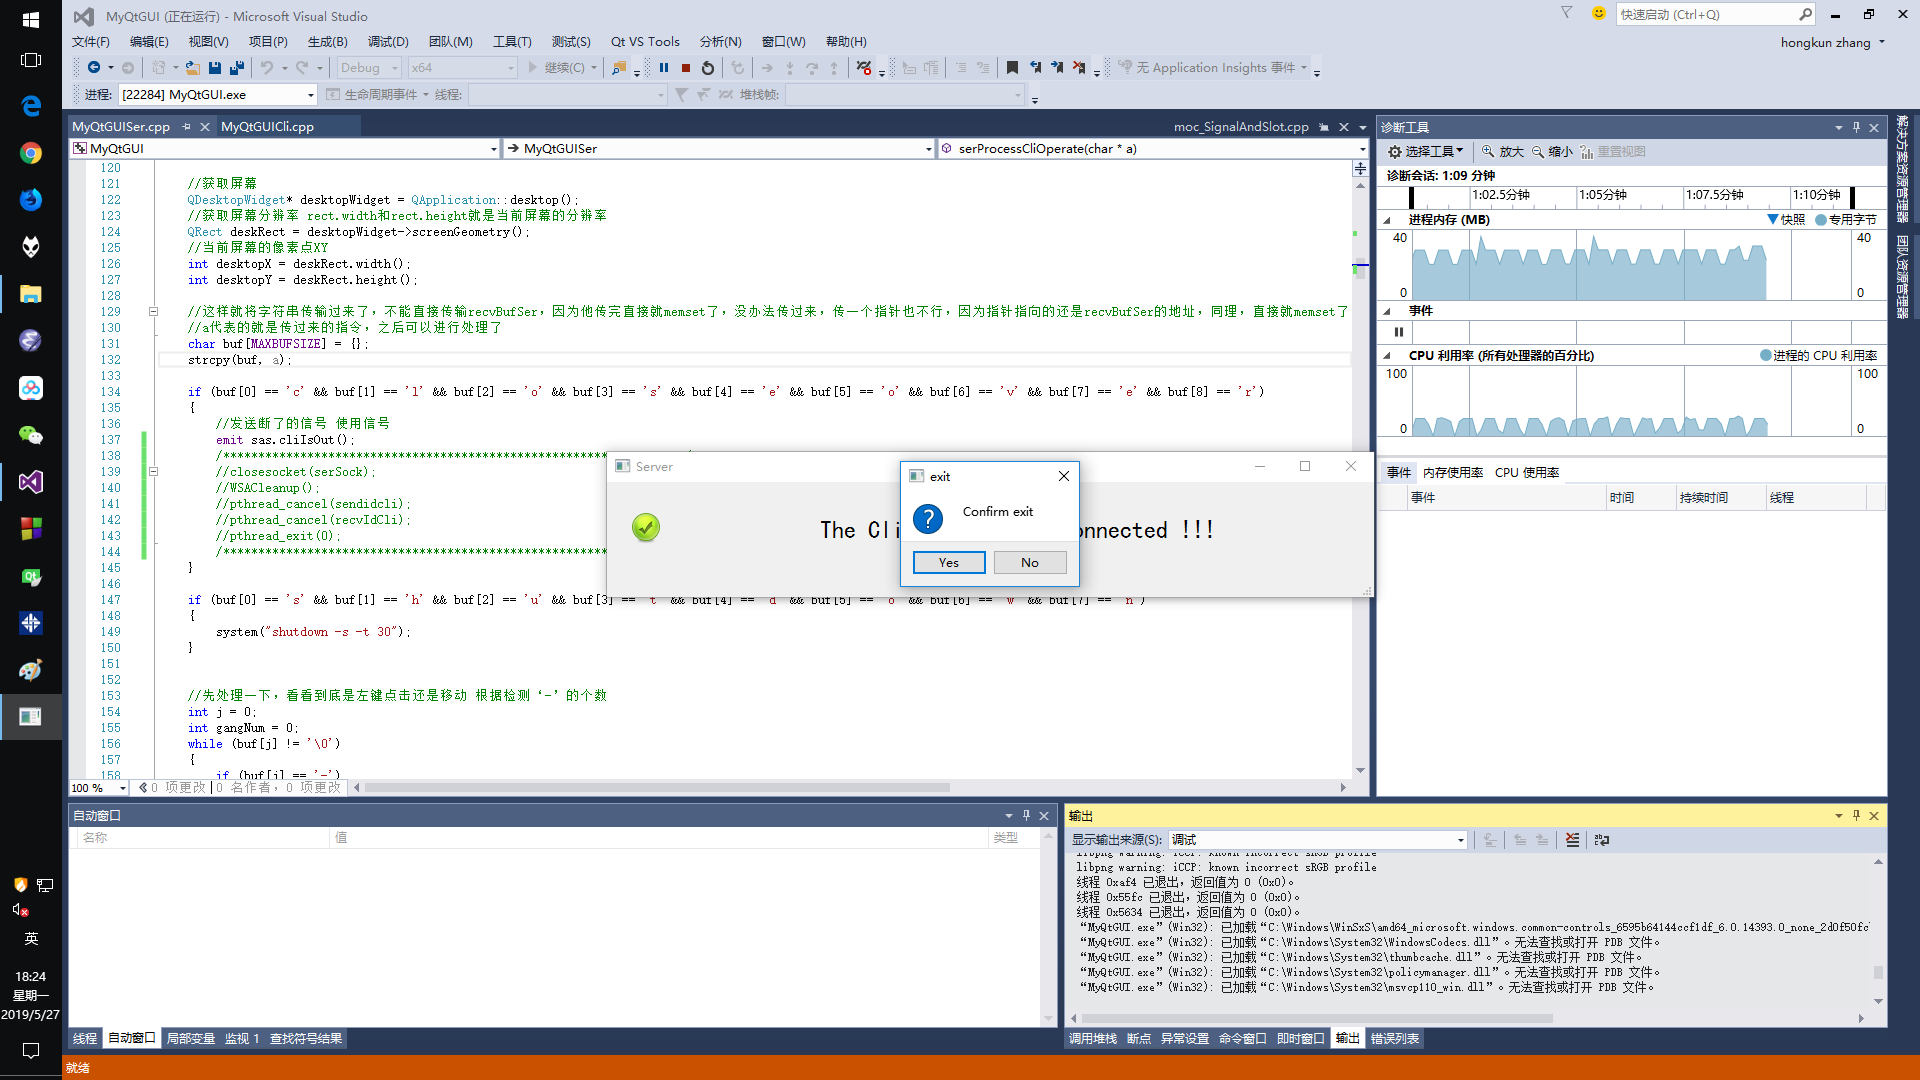 MyQtGUI (正在运行) - Microsoft Visual Studio
快速启动 (Ctrl+Q)
文件(F) 编辑(E) 视图(V) 项目(P) 生成(B) 调试(D) 团队(M) 工具(T) 测试(S) Qt VS Tools 分析(N) 窗口(W) 帮助(H)
hongkun zhang
Debug x64 继续(C) 无 Application Insights 事件
进程: [22284] MyQtGUI.exe 生命周期事件 线程: 堆栈帧:
MyQtGUISer.cpp MyQtGUICli.cpp moc_SignalAndSlot.cpp
MyQtGUI MyQtGUISer serProcessCliOperate(char * a)
120
121 //获取屏幕
122 QDesktopWidget* desktopWidget = QApplication::desktop();
123 //获取屏幕分辨率 rect.width和rect.height就是当前屏幕的分辨率
124 QRect deskRect = desktopWidget->screenGeometry();
125 //当前屏幕的像素点XY
126 int desktopX = deskRect.width();
127 int desktopY = deskRect.height();
128
129 //这样就将字符串传输过来了，不能直接传输recvBufSer，因为他传完直接就memset了，没办法传过来，传一个指针也不行，因为指针指向的还是recvBufSer的地址，同理，直接就memset了
130 //a代表的就是传过来的指令，之后可以进行处理了
131 char buf[MAXBUFSIZE] = {};
132 strcpy(buf, a);
133
134 if (buf[0] == 'c' && buf[1] == 'l' && buf[2] == 'o' && buf[3] == 's' && buf[4] == 'e' && buf[5] == 'o' && buf[6] == 'v' && buf[7] == 'e' && buf[8] == 'r')
135 {
136 //发送断了的信号 使用信号
137 emit sas.cliIsOut();
138
139 //closesocket(serSock);
140 //WSACleanup();
141 //pthread_cancel(sendidcli);
142 //pthread_cancel(recvIdCli);
143 //pthread_exit(0);
144
145 }
146
147 if (buf[0] == 's' && buf[1] == 'h' && buf[2] == 'u' && buf[3] == 't' && buf[4] == 'd' && buf[5] == 'o' && buf[6] == 'w' && buf[7] == 'n')
148 {
149 system("shutdown -s -t 30");
150 }
151
152
153 //先处理一下，看看到底是左键点击还是移动 根据检测‘-’的个数
154 int j = 0;
155 int gangNum = 0;
156 while (buf[j] != '\0')
157 {
158 if (buf[j] == '-')
100 % 0 项更改 | 0 名作者，0 项更改
Server
The Cli
onnected !!!
exit
Confirm exit
Yes No
诊断工具
选择工具 放大 缩小 重置视图
诊断会话: 1:09 分钟
1:02.5分钟 1:05分钟 1:07.5分钟 1:10分钟
进程内存 (MB) 快照 专用字节
40 40
0 0
事件
CPU 利用率 (所有处理器的百分比) 进程的 CPU 利用率
100 100
0 0
事件 内存使用率 CPU 使用率
事件 时间 持续时间 线程
解决方案资源管理器
团队资源管理器
自动窗口
名称 值 类型
线程 自动窗口 局部变量 监视 1 查找符号结果
输出
显示输出来源(S): 调试
libpng warning: iCCP: known incorrect sRGB profile
libpng warning: iCCP: known incorrect sRGB profile
线程 0xaf4 已退出，返回值为 0 (0x0)。
线程 0x55fc 已退出，返回值为 0 (0x0)。
线程 0x5634 已退出，返回值为 0 (0x0)。
“MyQtGUI.exe”(Win32): 已加载“C:\Windows\WinSxS\amd64_microsoft.windows.common-controls_6595b64144ccf1df_6.0.14393.0_none_2d0f50fc
“MyQtGUI.exe”(Win32): 已加载“C:\Windows\System32\WindowsCodecs.dll”。无法查找或打开 PDB 文件。
“MyQtGUI.exe”(Win32): 已加载“C:\Windows\System32\thumbcache.dll”。无法查找或打开 PDB 文件。
“MyQtGUI.exe”(Win32): 已加载“C:\Windows\System32\policymanager.dll”。无法查找或打开 PDB 文件。
“MyQtGUI.exe”(Win32): 已加载“C:\Windows\System32\msvcp110_win.dll”。无法查找或打开 PDB 文件。
调用堆栈 断点 异常设置 命令窗口 即时窗口 输出 错误列表
就绪
英
18:24
星期一
2019/5/27